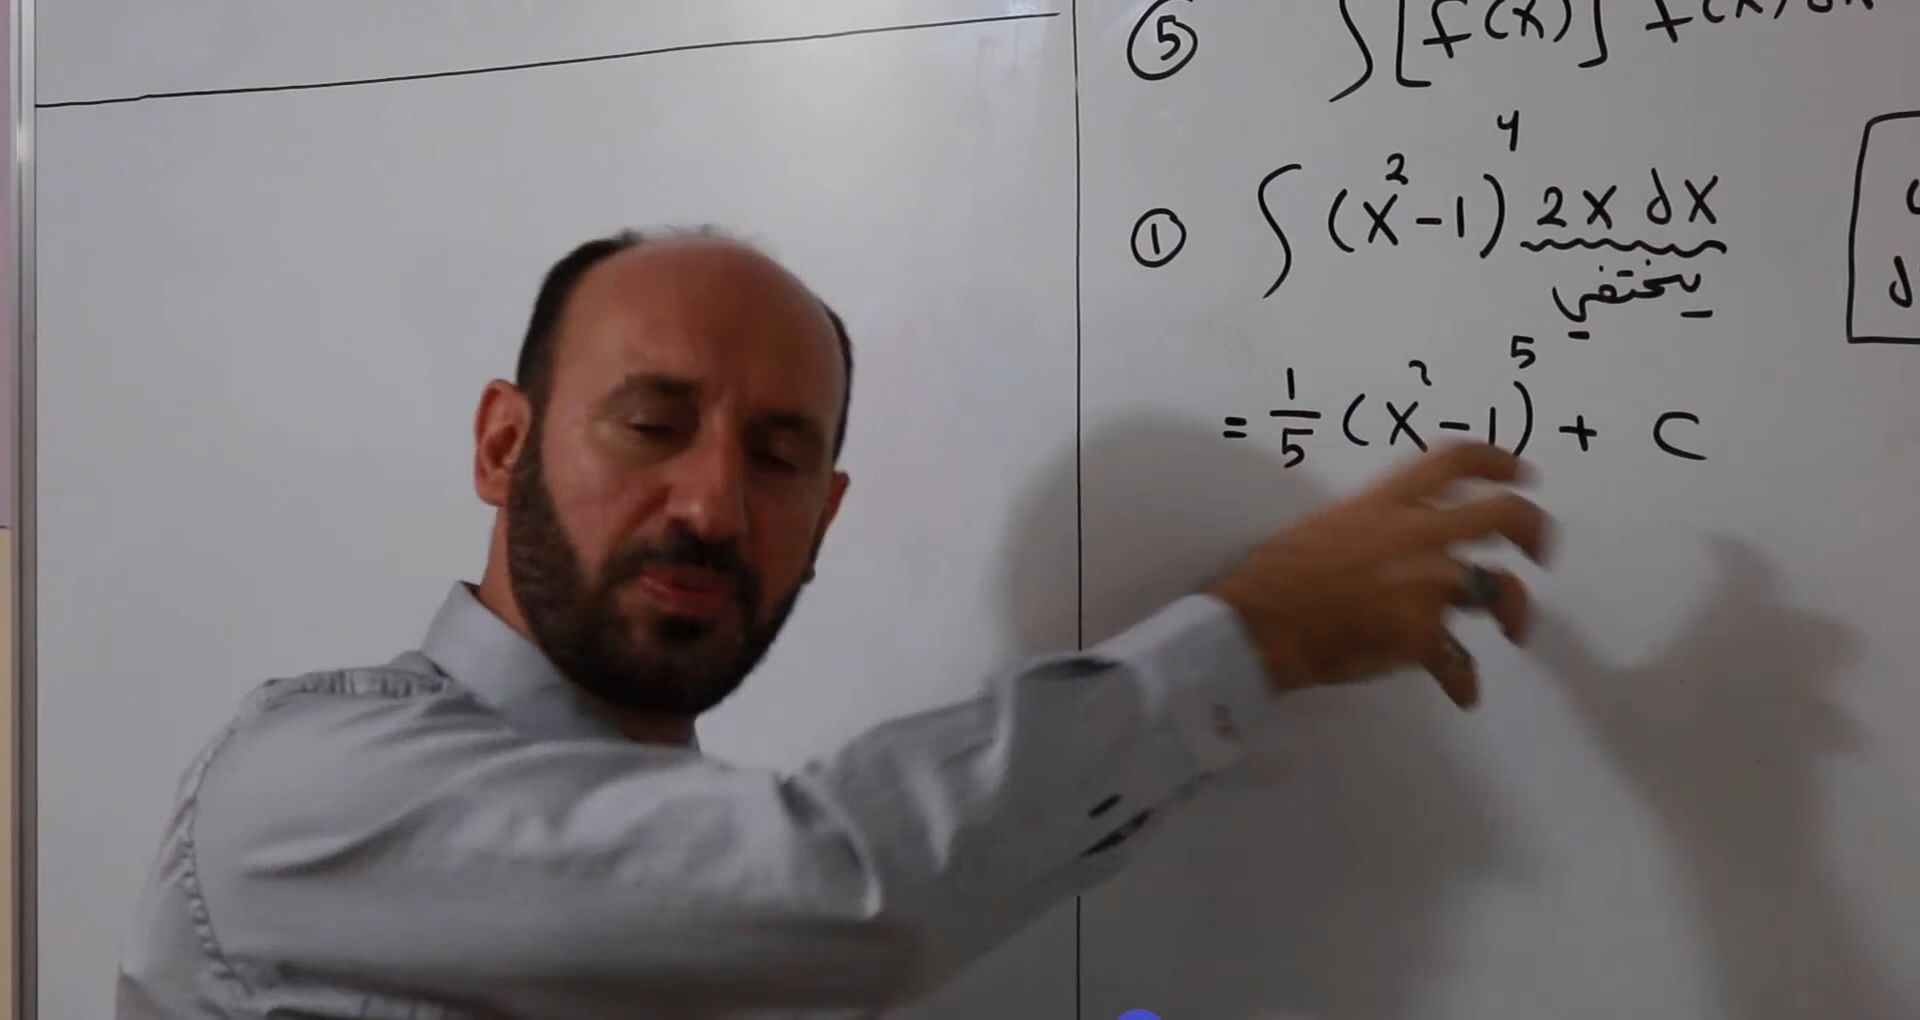 ⑤ ∫[f(x)] f(x) dx
① ∫(x²-1)⁴ 2x dx
يختفي
= 1/5 (x²-1)⁵ + c